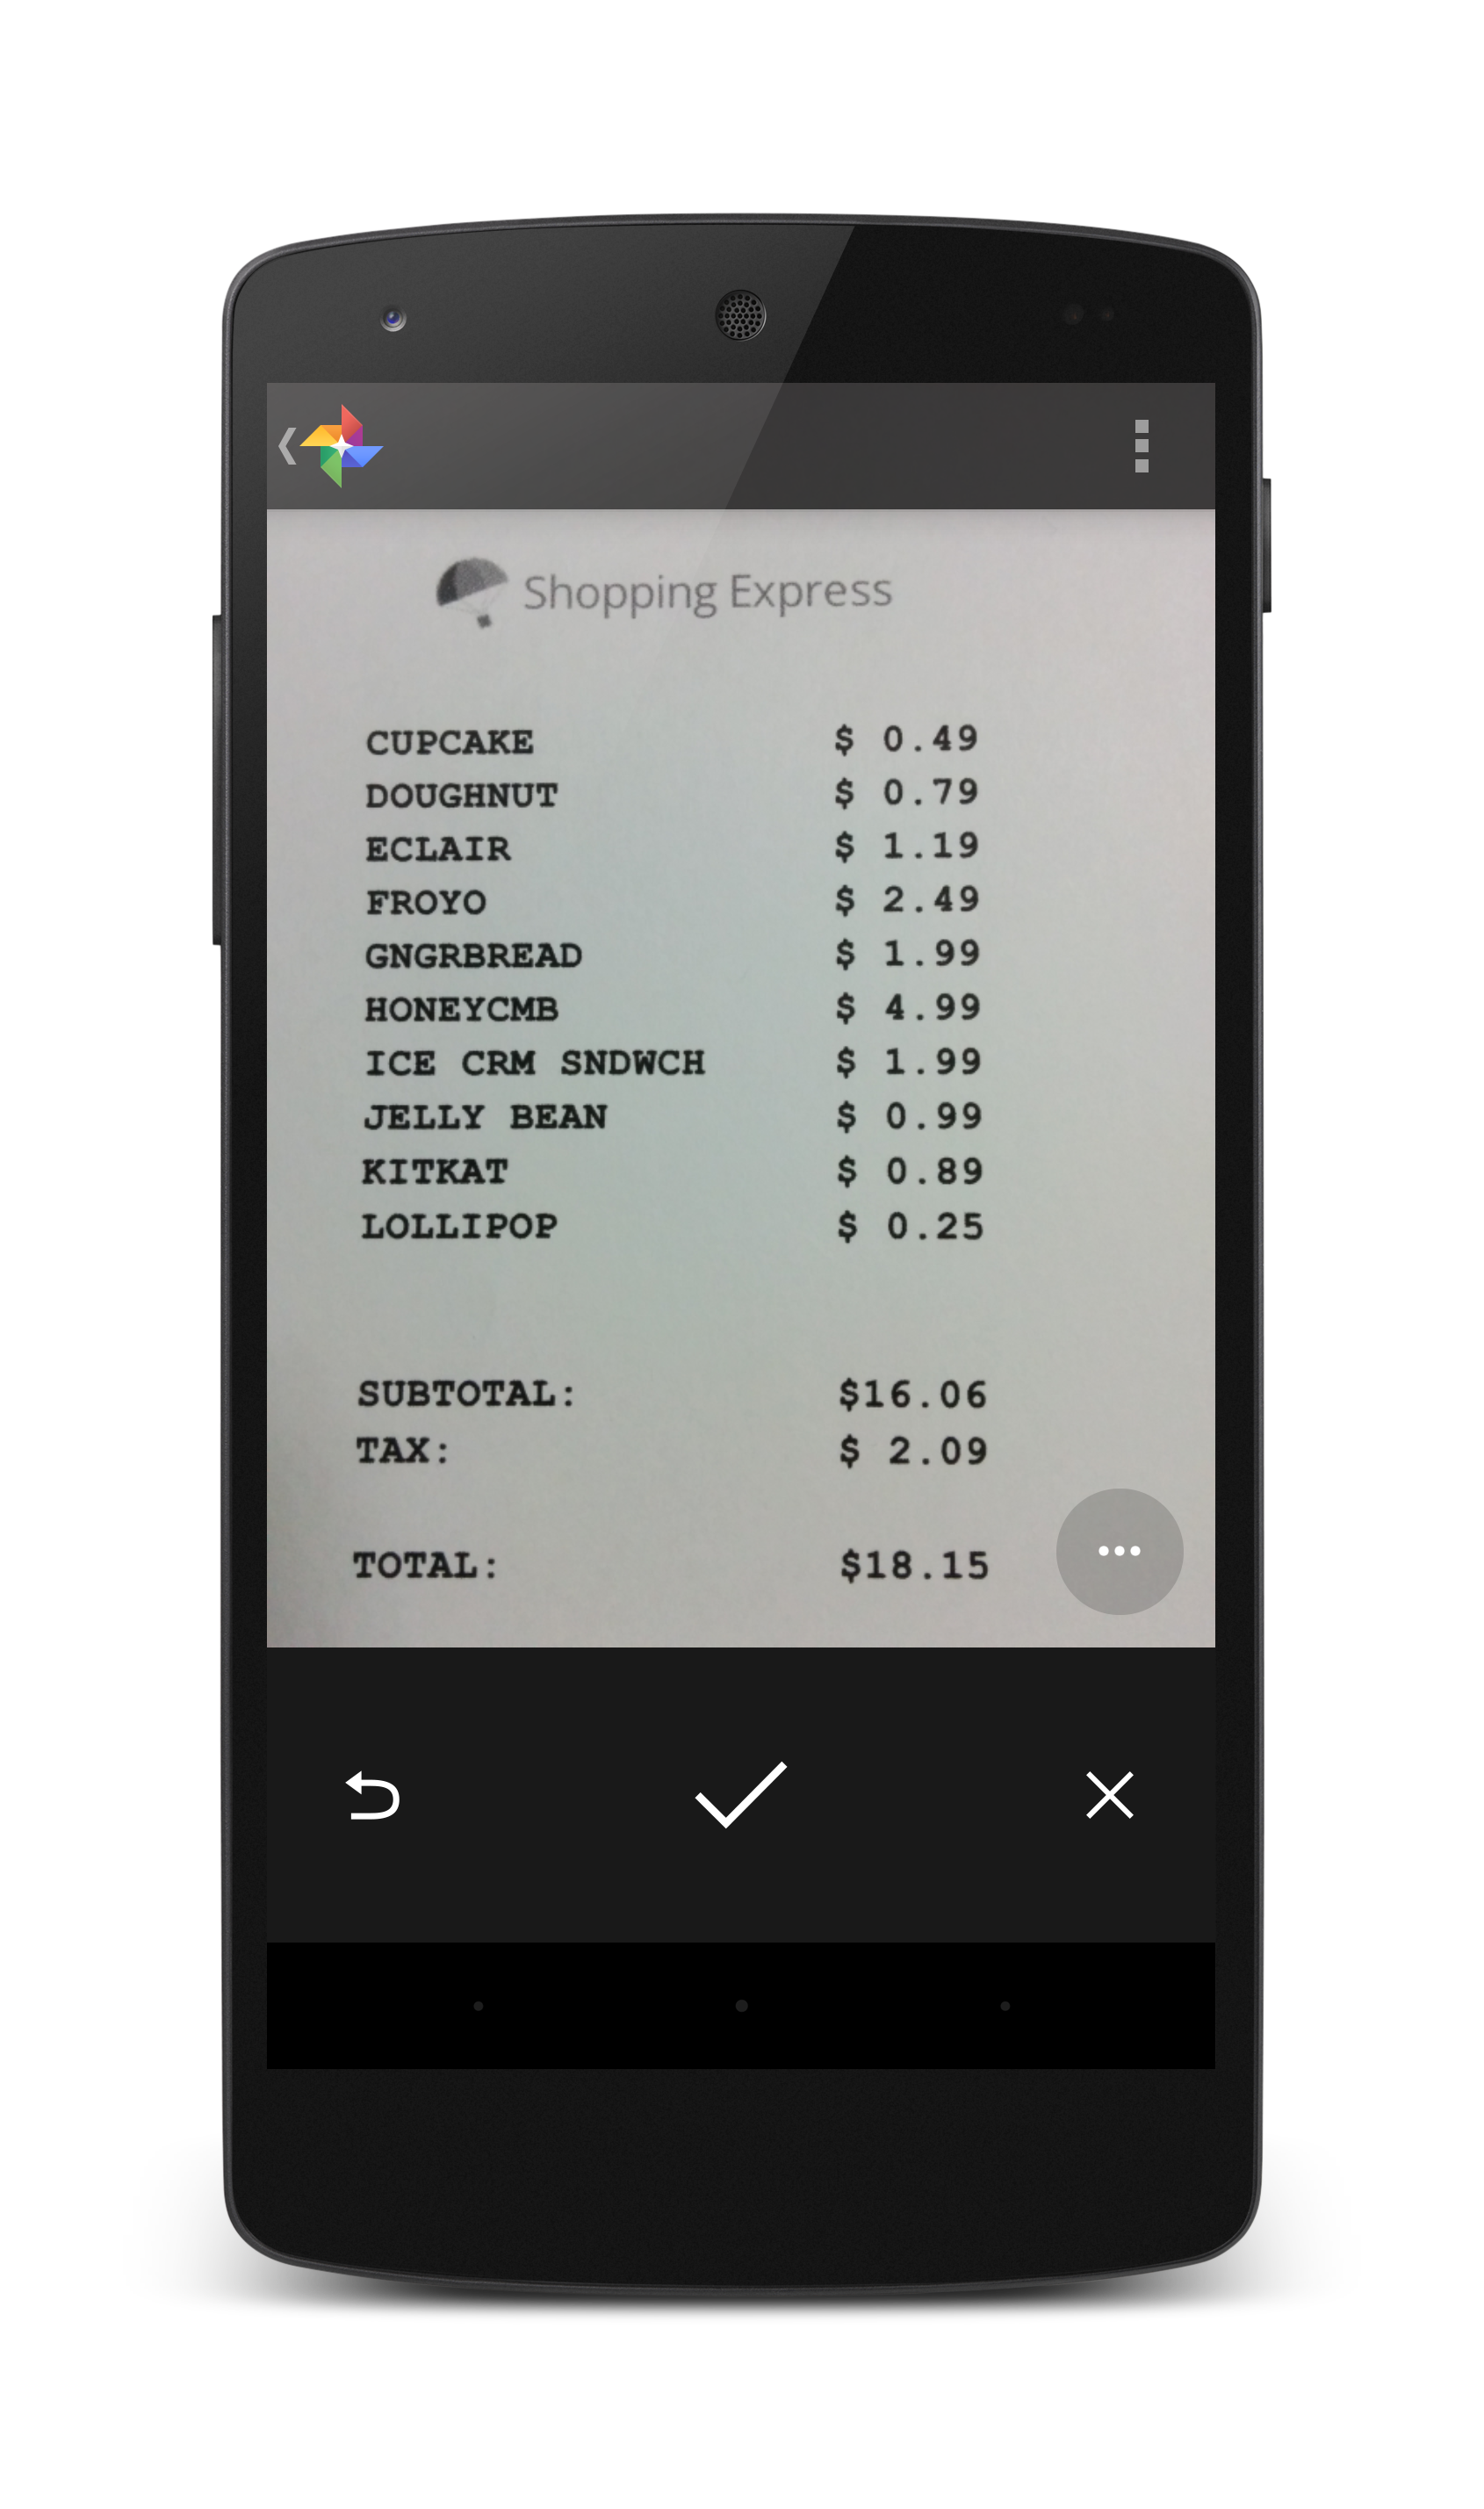 Shopping Express
CUPCAKE $ 0.49
DOUGHNUT $ 0.79
ECLAIR $ 1.19
FROYO $ 2.49
GNGRBREAD $ 1.99
HONEYCMB $ 4.99
ICE CRM SNDWCH $ 1.99
JELLY BEAN $ 0.99
KITKAT $ 0.89
LOLLIPOP $ 0.25
SUBTOTAL: $16.06
TAX: $ 2.09
TOTAL: $18.15